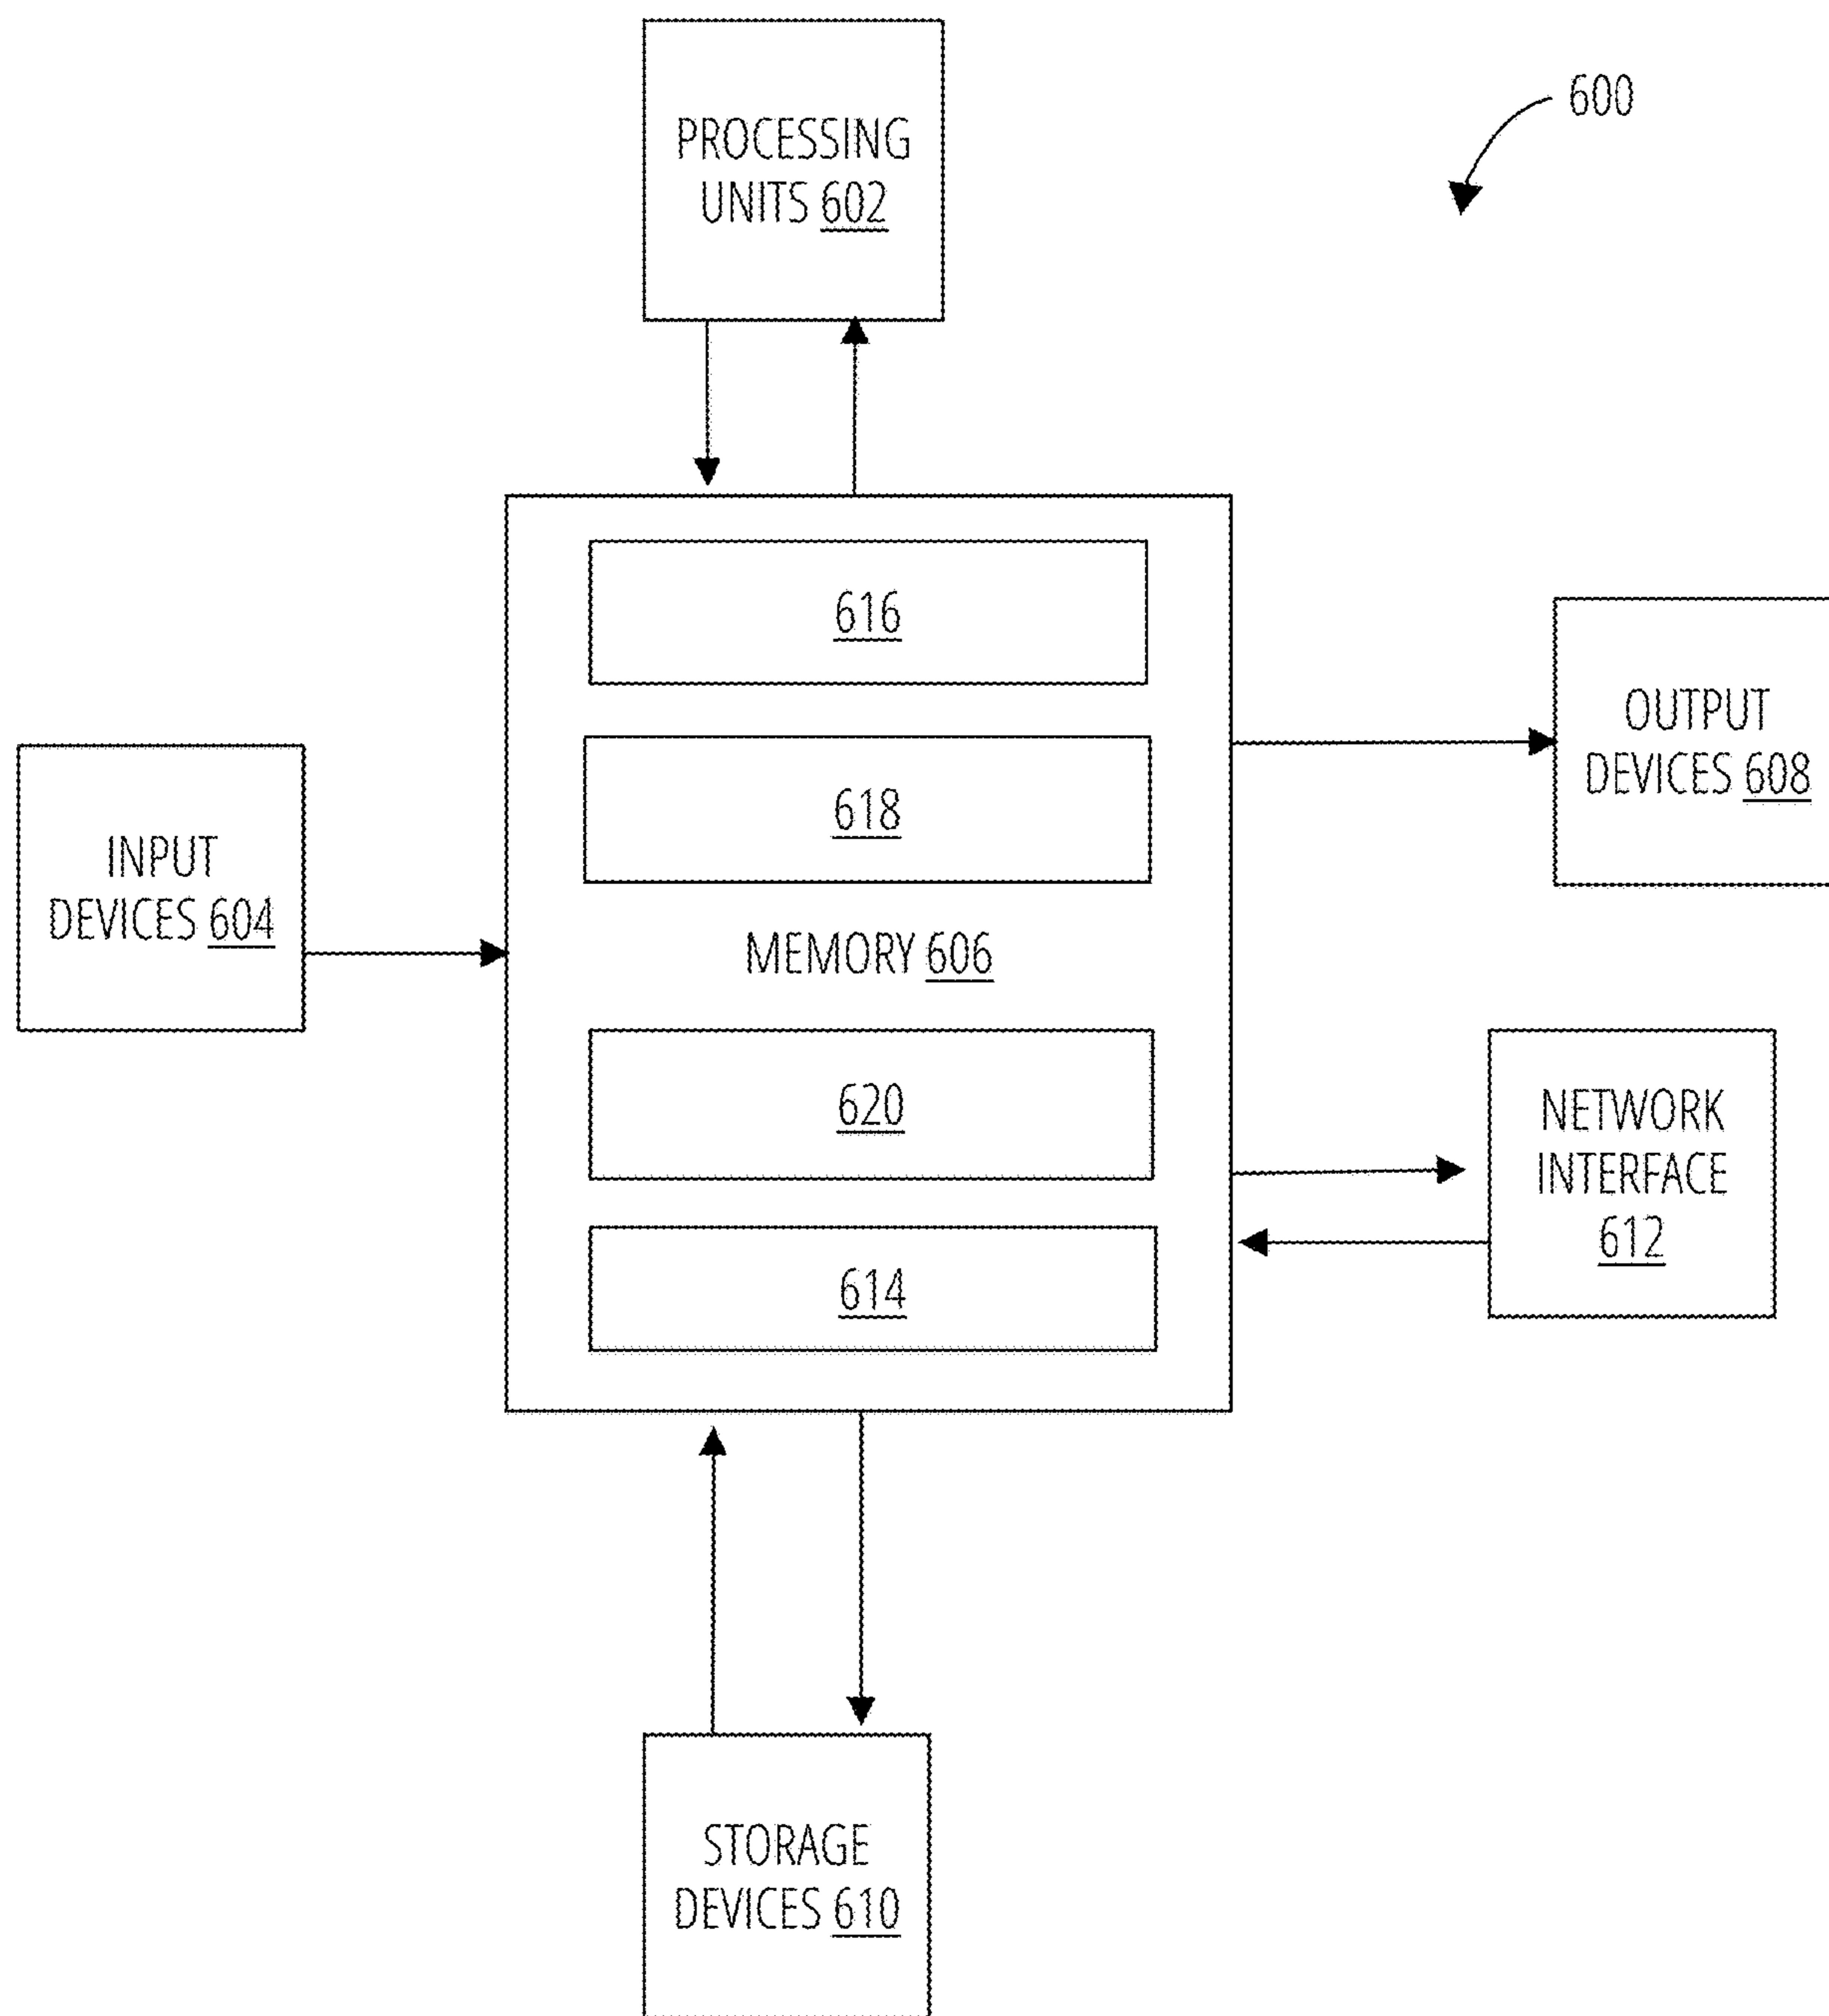 PROCESSING
UNITS 602
600
616
OUTPUT
DEVICES 608
618
INPUT
DEVICES 604
MEMORY 606
620
NETWORK
INTERFACE
612
614
STORAGE
DEVICES 610